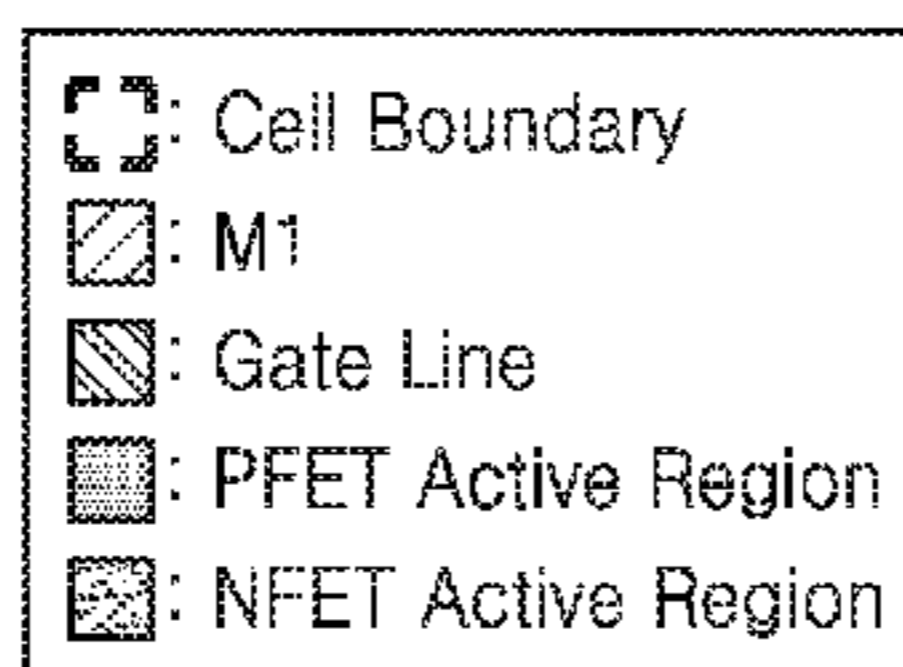 : Cell Boundary
: M1
: Gate Line
: PFET Active Region
: NFET Active Region